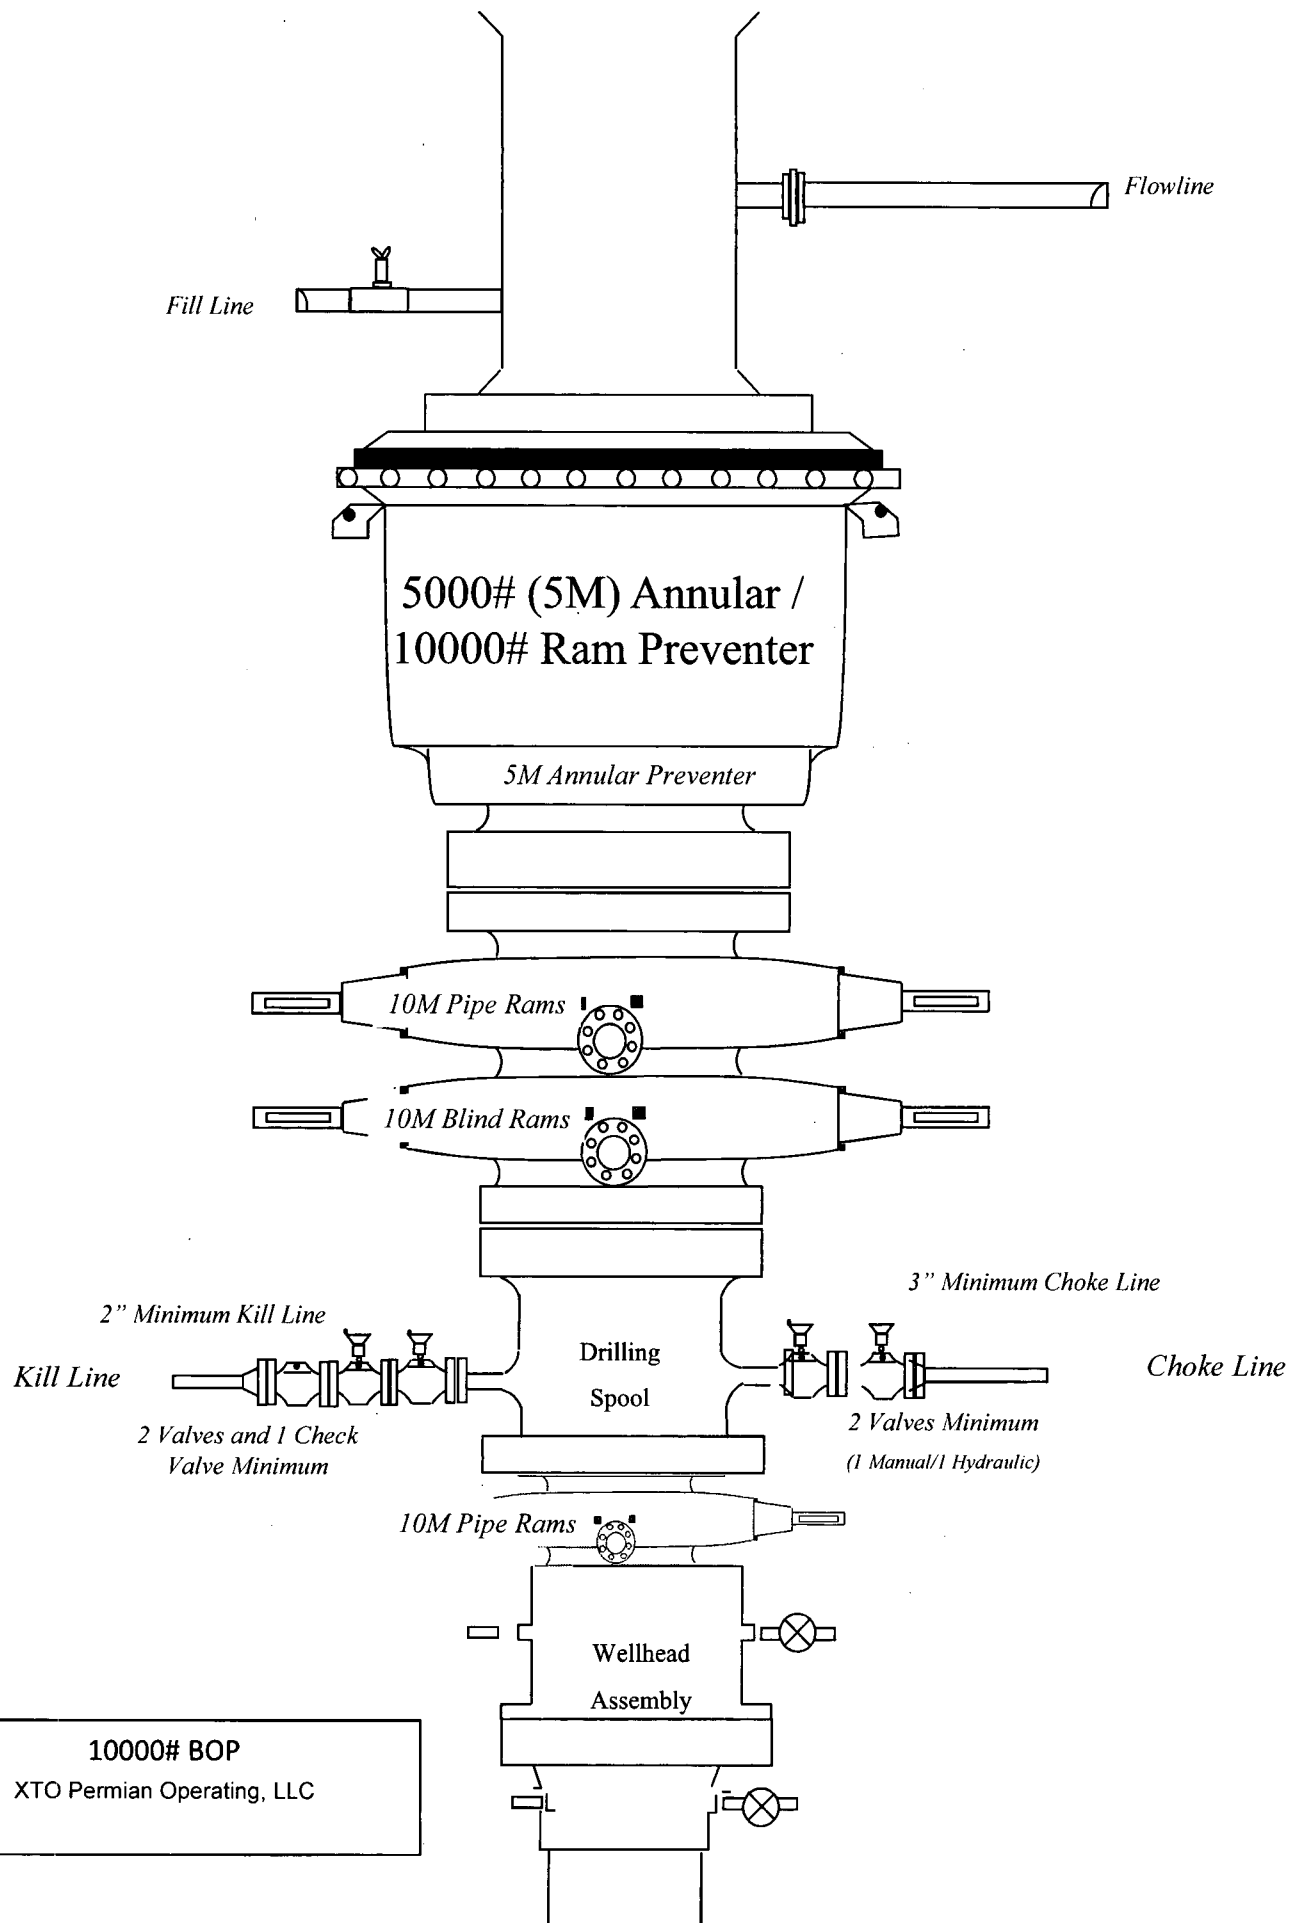 Flowline
Fill Line
5000# (5M) Annular /
10000# Ram Preventer
5M Annular Preventer
10M Pipe Rams
10M Blind Rams
3" Minimum Choke Line
2" Minimum Kill Line
Drilling
Spool
Kill Line
Choke Line
2 Valves and 1 Check
Valve Minimum
2 Valves Minimum
(1 Manual/1 Hydraulic)
10M Pipe Rams
Wellhead
Assembly
10000# BOP
XTO Permian Operating, LLC